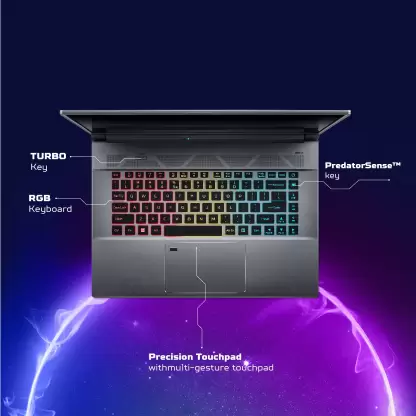 TURBO
Key
PredatorSense™
key
RGB
Keyboard
Precision Touchpad
withmulti-gesture touchpad